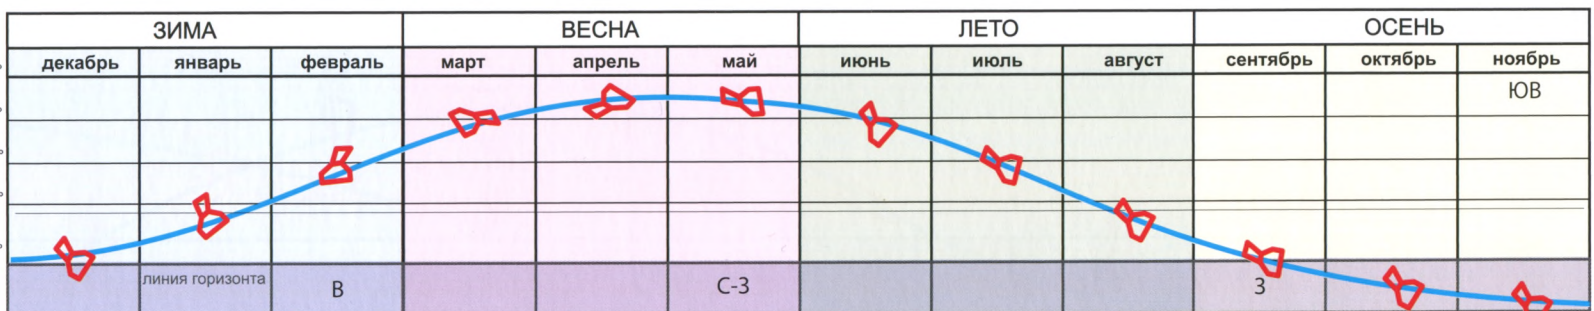 ЗИМА ВЕСНА ЛЕТО ОСЕНЬ
декабрь январь февраль март апрель май июнь июль август сентябрь октябрь ноябрь
ЮВ
линия горизонта В С-З З